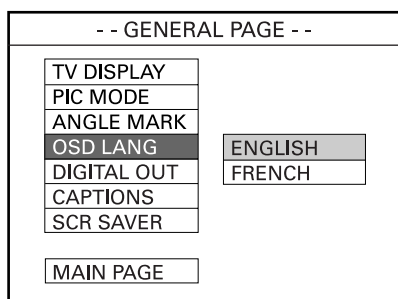 - - GENERAL PAGE - -
TV DISPLAY
PIC MODE
ANGLE MARK
OSD LANG
DIGITAL OUT
CAPTIONS
SCR SAVER
MAIN PAGE
ENGLISH
FRENCH